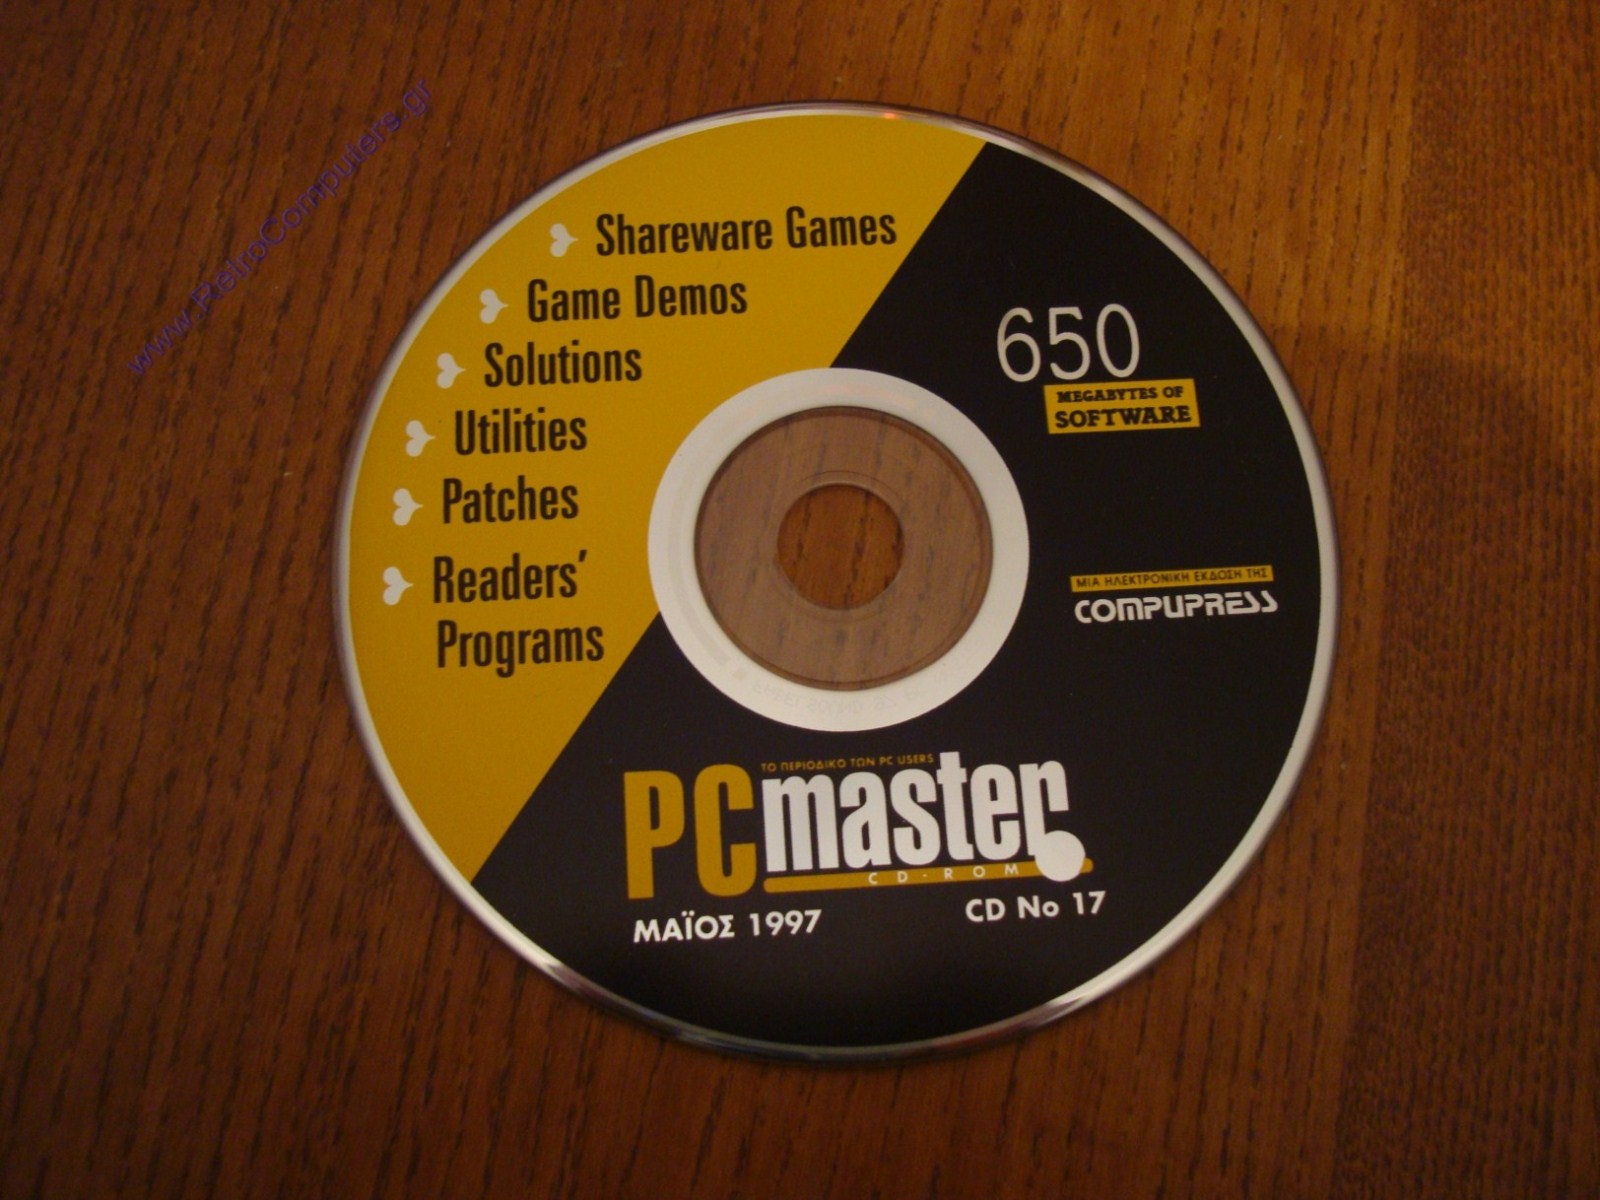 www.RetroComputers.gr
Shareware Games
Game Demos
Solutions
Utilities
Patches
Readers'
Programs
650
MEGABYTES OF
SOFTWARE
ΜΙΑ ΗΛΕΚΤΡΟΝΙΚΗ ΕΚΔΟΣΗ ΤΗΣ
COMPUPRESS
ΤΟ ΠΕΡΙΟΔΙΚΟ ΤΩΝ PC USERS
PC master
CD-ROM
ΜΑΪΟΣ 1997
CD No 17